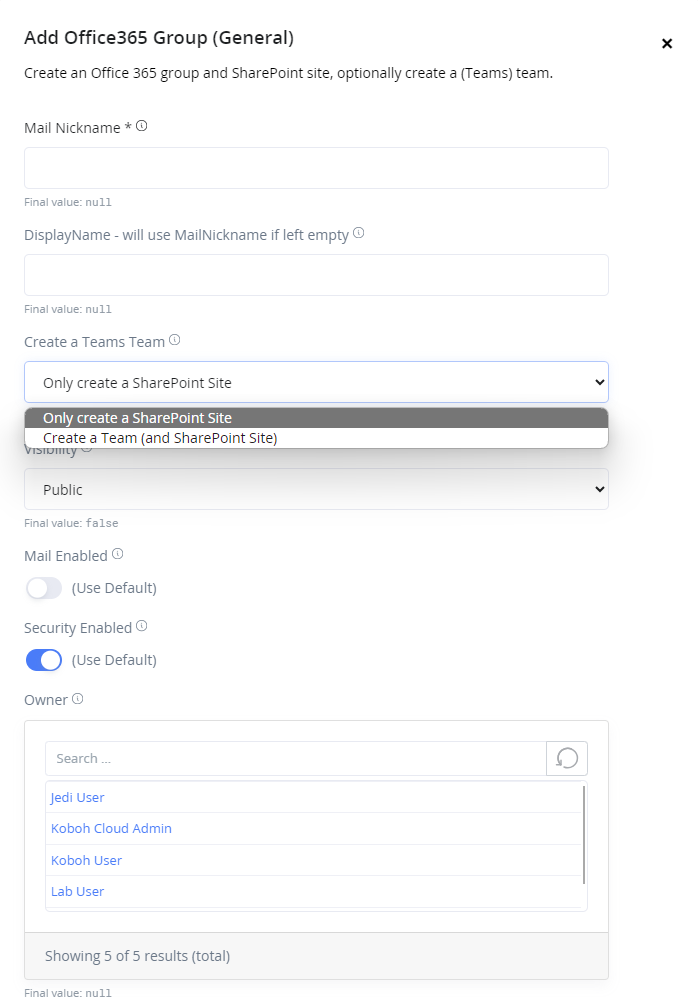 Add Office365 Group (General)
Create an Office 365 group and SharePoint site, optionally create a (Teams) team.
Mail Nickname *
Final value: null
DisplayName - will use MailNickname if left empty
Final value: null
Create a Teams Team
Only create a SharePoint Site
Only create a SharePoint Site
Create a Team (and SharePoint Site)
Visibility
Public
Final value: false
Mail Enabled
(Use Default)
Security Enabled
(Use Default)
Owner
Search ...
Jedi User
Koboh Cloud Admin
Koboh User
Lab User
Showing 5 of 5 results (total)
Final value: null